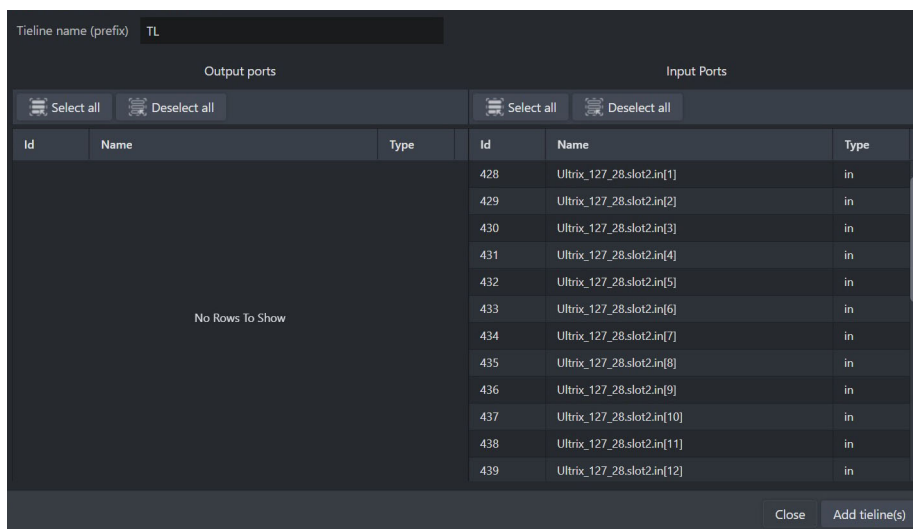 Tieline name (prefix) TL
Output ports Input Ports
Select all Deselect all Select all Deselect all
Id Name Type Id Name Type
428 Ultrix_127_28.slot2.in[1] in
429 Ultrix_127_28.slot2.in[2] in
430 Ultrix_127_28.slot2.in[3] in
431 Ultrix_127_28.slot2.in[4] in
432 Ultrix_127_28.slot2.in[5] in
433 Ultrix_127_28.slot2.in[6] in
No Rows To Show
434 Ultrix_127_28.slot2.in[7] in
435 Ultrix_127_28.slot2.in[8] in
436 Ultrix_127_28.slot2.in[9] in
437 Ultrix_127_28.slot2.in[10] in
438 Ultrix_127_28.slot2.in[11] in
439 Ultrix_127_28.slot2.in[12] in
Close Add tieline(s)